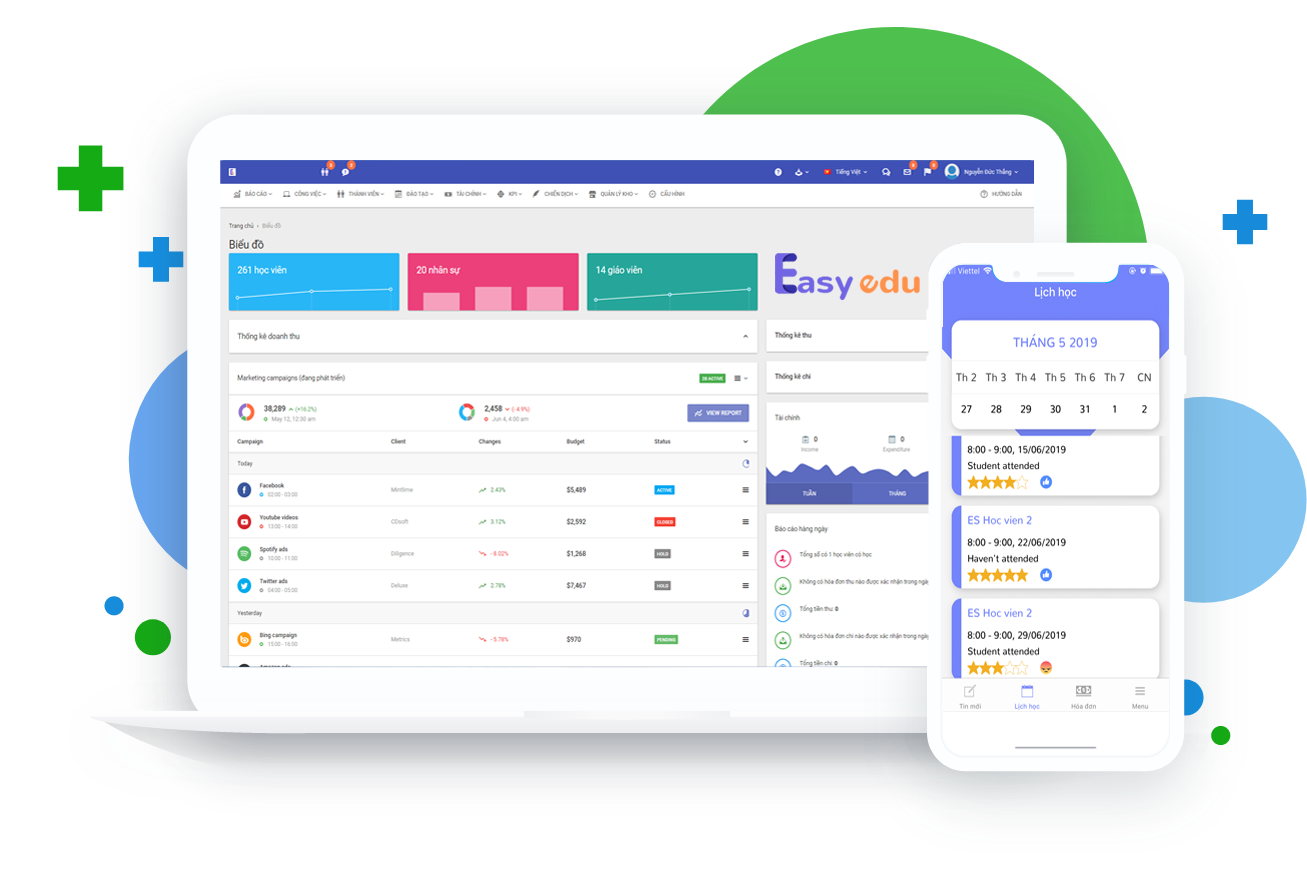 Tiếng Việt
Nguyễn Đức Thắng
BÁO CÁO
CÔNG VIỆC
THÀNH VIÊN
ĐÀO TẠO
TÀI CHÍNH
KPI
CHIẾN DỊCH
QUẢN LÝ KHO
CẤU HÌNH
HƯỚNG DẪN
Trang chủ › Biểu đồ
Biểu đồ
261 học viên
20 nhân sự
14 giáo viên
Easy edu
Thống kê doanh thu
Thống kê thu
Thống kê chi
Marketing campaigns (đang phát triển)
28 ACTIVE
38,289 (+16.2%)
May 12, 12:30 am
2,458 (-4.9%)
Jun 4, 4:00 am
VIEW REPORT
Campaign Client Changes Budget Status
Today
Facebook
02:00 - 03:00
Mintlime 2.43% $5,489 ACTIVE
Youtube videos
13:00 - 14:00
CDsoft 3.12% $2,592 CLOSED
Spotify ads
10:00 - 11:00
Diligence - 8.02% $1,268 HOLD
Twitter ads
04:00 - 05:00
Deluxe 2.78% $7,467 HOLD
Yesterday
Bing campaign
15:00 - 16:00
Metrics - 5.78% $970 PENDING
Tài chính
0
Income
0
Expenditure
TUẦN THÁNG
Báo cáo hàng ngày
Tổng số có 1 học viên có học
Không có hóa đơn thu nào được xác nhận trong ngày
Tổng tiền thu: 0
Không có hóa đơn chi nào được xác nhận trong ngày
Tổng tiền chi: 0
Viettel
Lịch học
THÁNG 5 2019
Th 2 Th 3 Th 4 Th 5 Th 6 Th 7 CN
27 28 29 30 31 1 2
8:00 - 9:00, 15/06/2019
Student attended
ES Hoc vien 2
8:00 - 9:00, 22/06/2019
Haven't attended
ES Hoc vien 2
8:00 - 9:00, 29/06/2019
Student attended
Tin mới
Lịch học
Hóa đơn
Menu